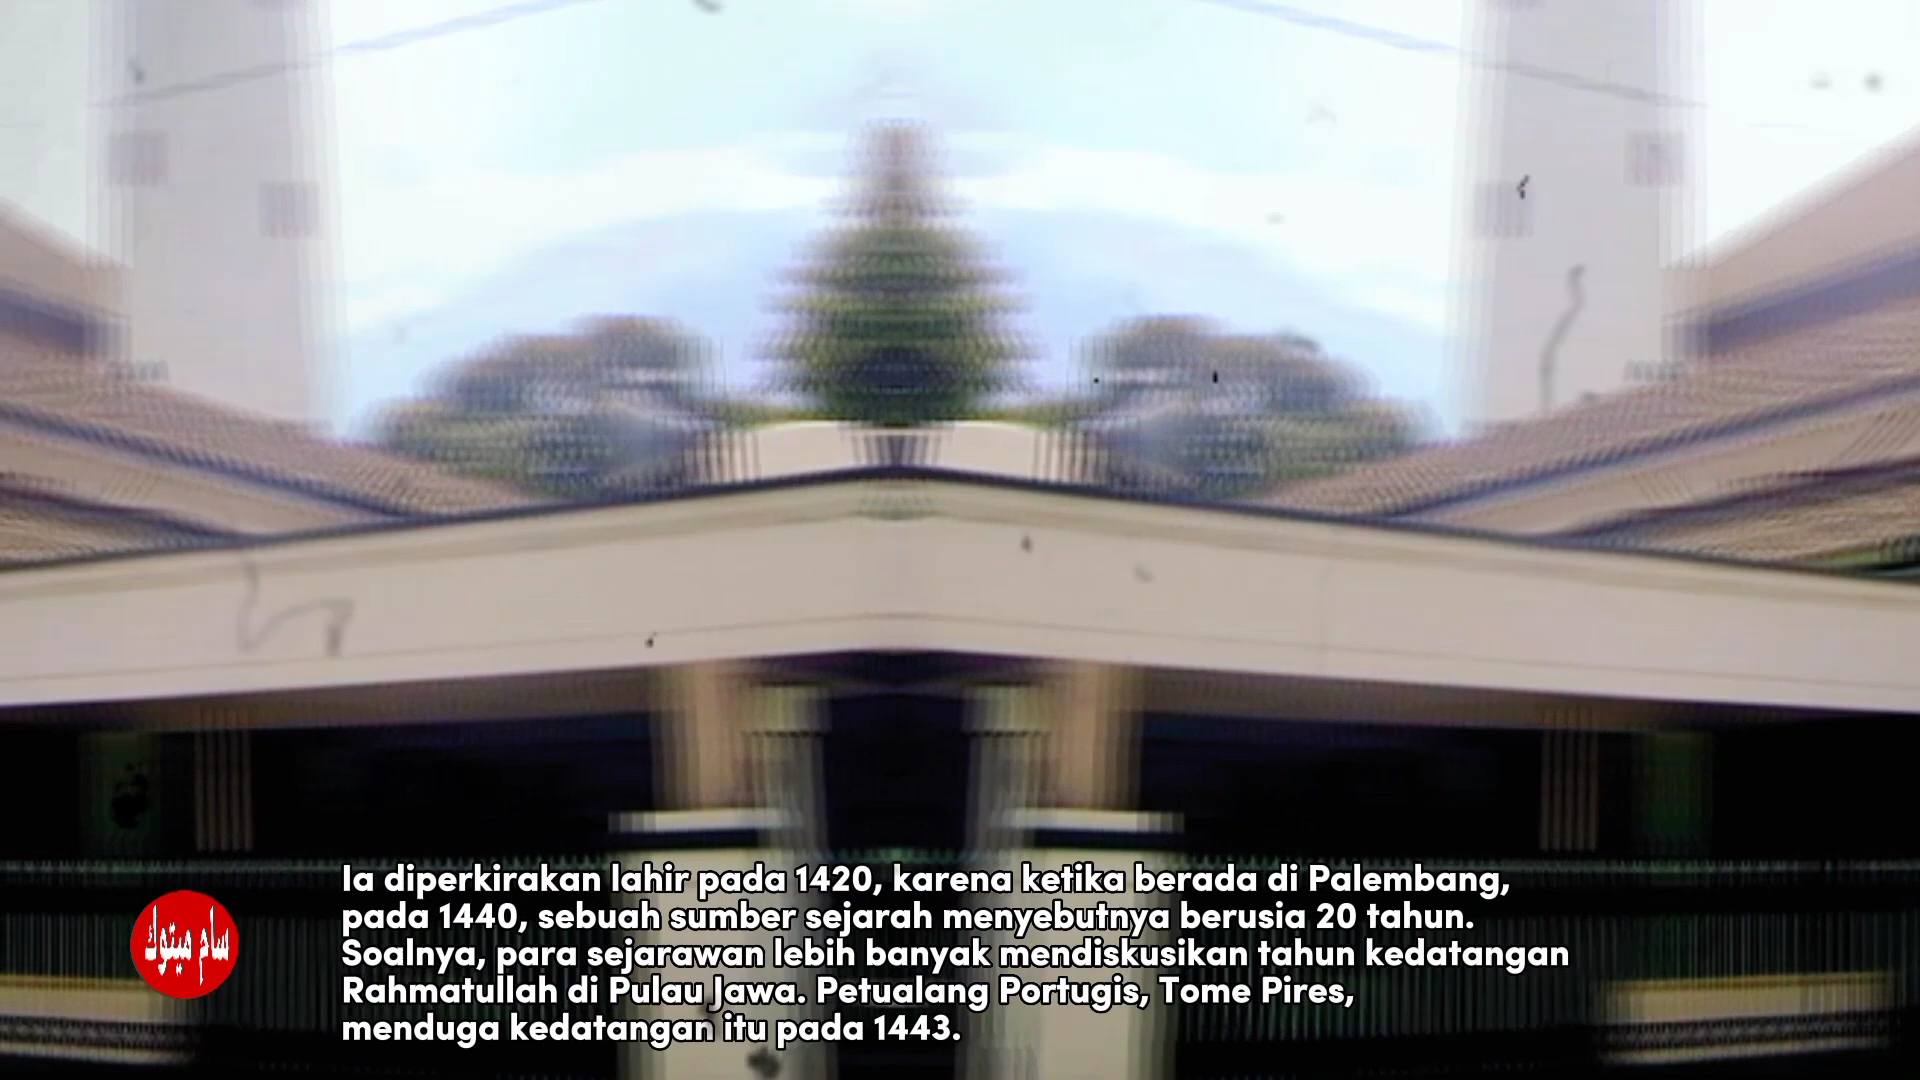 Ia diperkirakan lahir pada 1420, karena ketika berada di Palembang,
pada 1440, sebuah sumber sejarah menyebutnya berusia 20 tahun.
Soalnya, para sejarawan lebih banyak mendiskusikan tahun kedatangan
Rahmatullah di Pulau Jawa. Petualang Portugis, Tome Pires,
menduga kedatangan itu pada 1443.
سام ميتوك